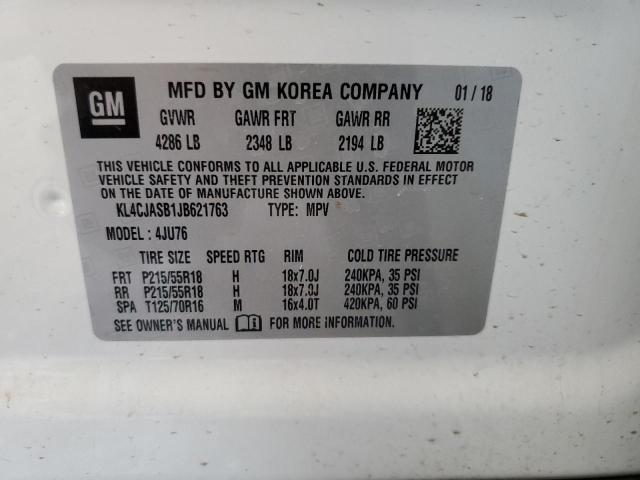 GM MFD BY GM KOREA COMPANY 01 / 18
GVWR GAWR FRT GAWR RR
4286 LB 2348 LB 2194 LB
THIS VEHICLE CONFORMS TO ALL APPLICABLE U.S. FEDERAL MOTOR
VEHICLE SAFETY AND THEFT PREVENTION STANDARDS IN EFFECT
ON THE DATE OF MANUFACTURE SHOWN ABOVE.
KL4CJASB1JB621763 TYPE: MPV
MODEL : 4JU76
TIRE SIZE SPEED RTG RIM COLD TIRE PRESSURE
FRT P215/55R18 H 18x7.0J 240KPA, 35 PSI
RR P215/55R18 H 18x7.0J 240KPA, 35 PSI
SPA T125/70R16 M 16x4.0T 420KPA, 60 PSI
SEE OWNER'S MANUAL FOR MORE INFORMATION.